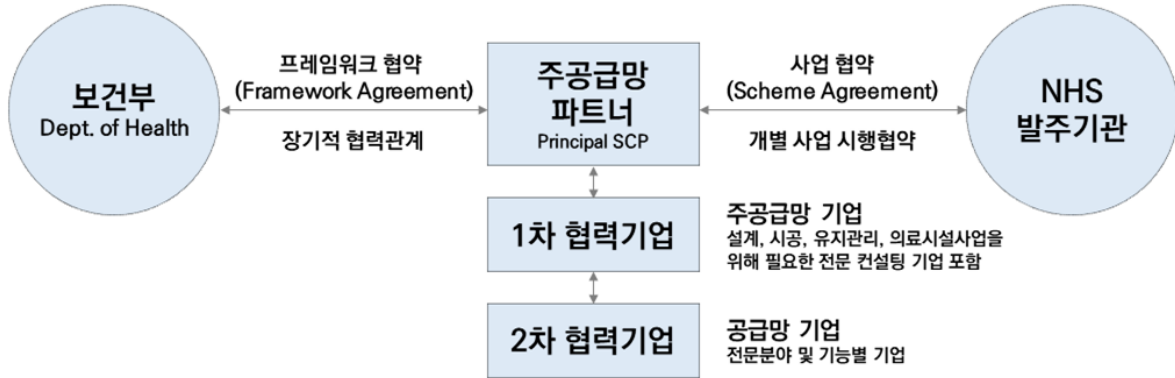 보건부
Dept. of Health
프레임워크 협약
(Framework Agreement)
장기적 협력관계
주공급망
파트너
Principal SCP
사업 협약
(Scheme Agreement)
개별 사업 시행협약
NHS
발주기관
1차 협력기업
주공급망 기업
설계, 시공, 유지관리, 의료시설사업을
위해 필요한 전문 컨설팅 기업 포함
2차 협력기업
공급망 기업
전문분야 및 기능별 기업